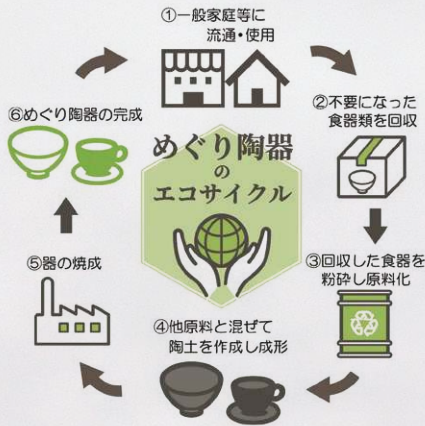 めぐり陶器
の
エコサイクル
①一般家庭等に
流通・使用
②不要になった
食器類を回収
③回収した食器を
粉砕し原料化
④他原料と混ぜて
陶土を作成し成形
⑤器の焼成
⑥めぐり陶器の完成